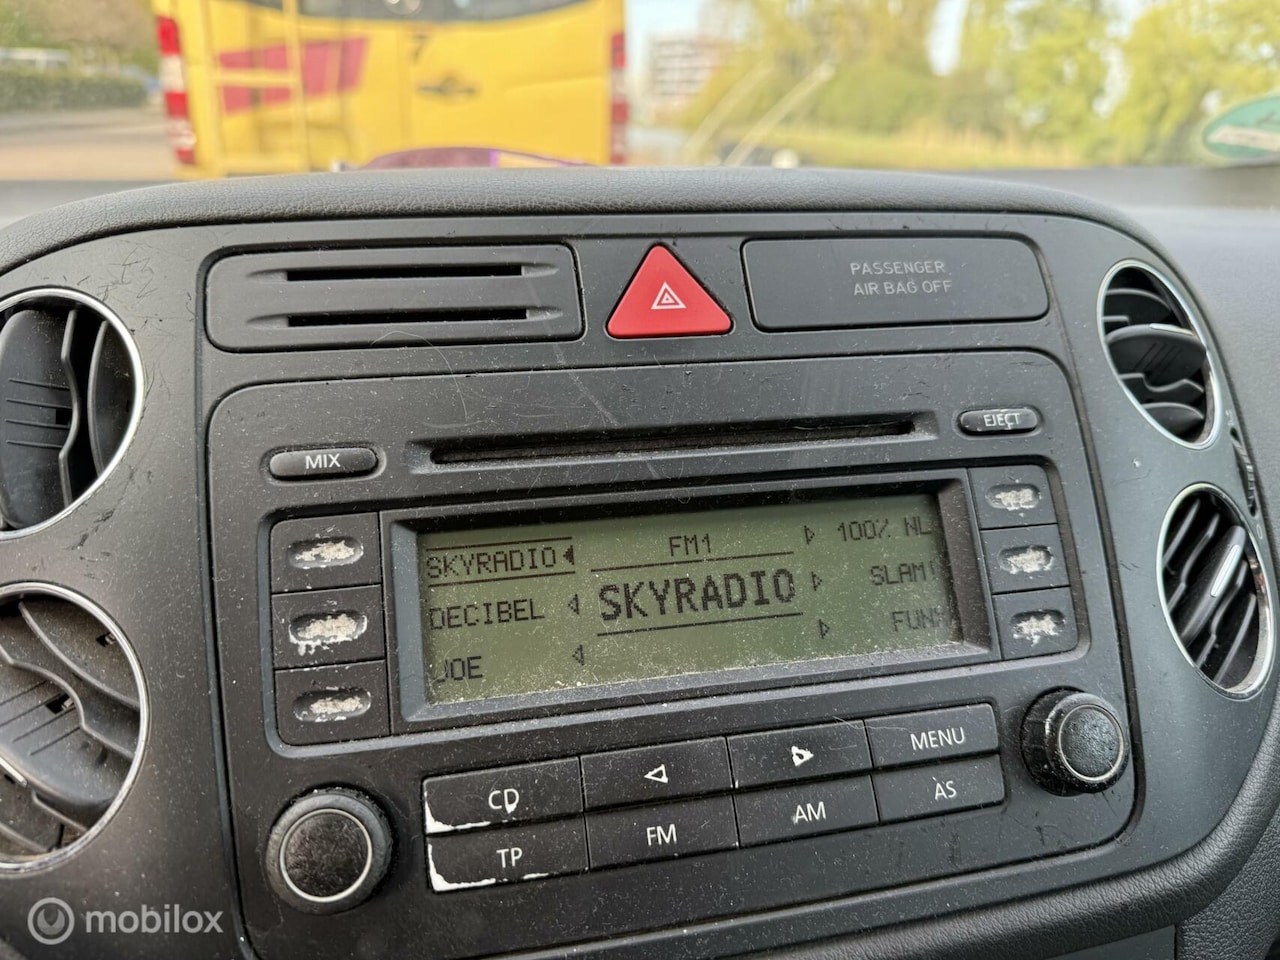 PASSENGER
AIR BAG OFF
EJECT
MIX
SKYRADIO
FM1
100% NL
DECIBEL
SKYRADIO
SLAM!
JOE
FUNX
CD
MENU
TP
FM
AM
AS
mobilox